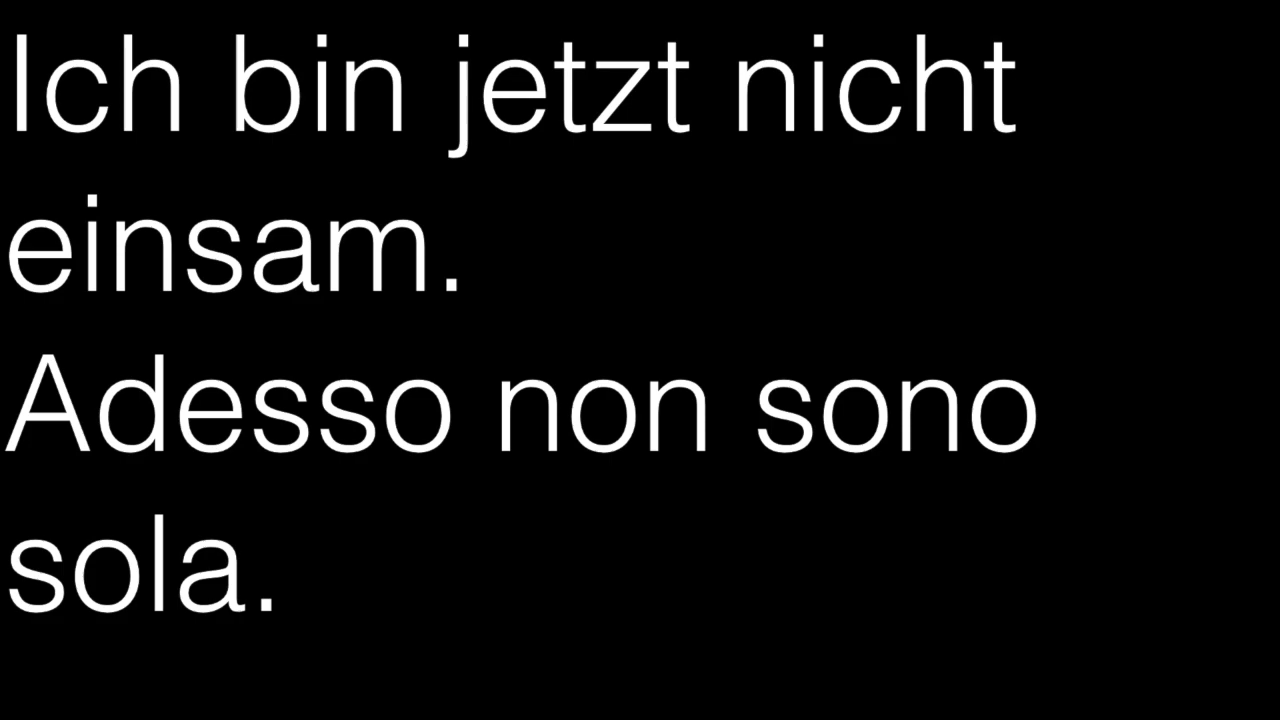 Ich bin jetzt nicht
einsam.
Adesso non sono
sola.